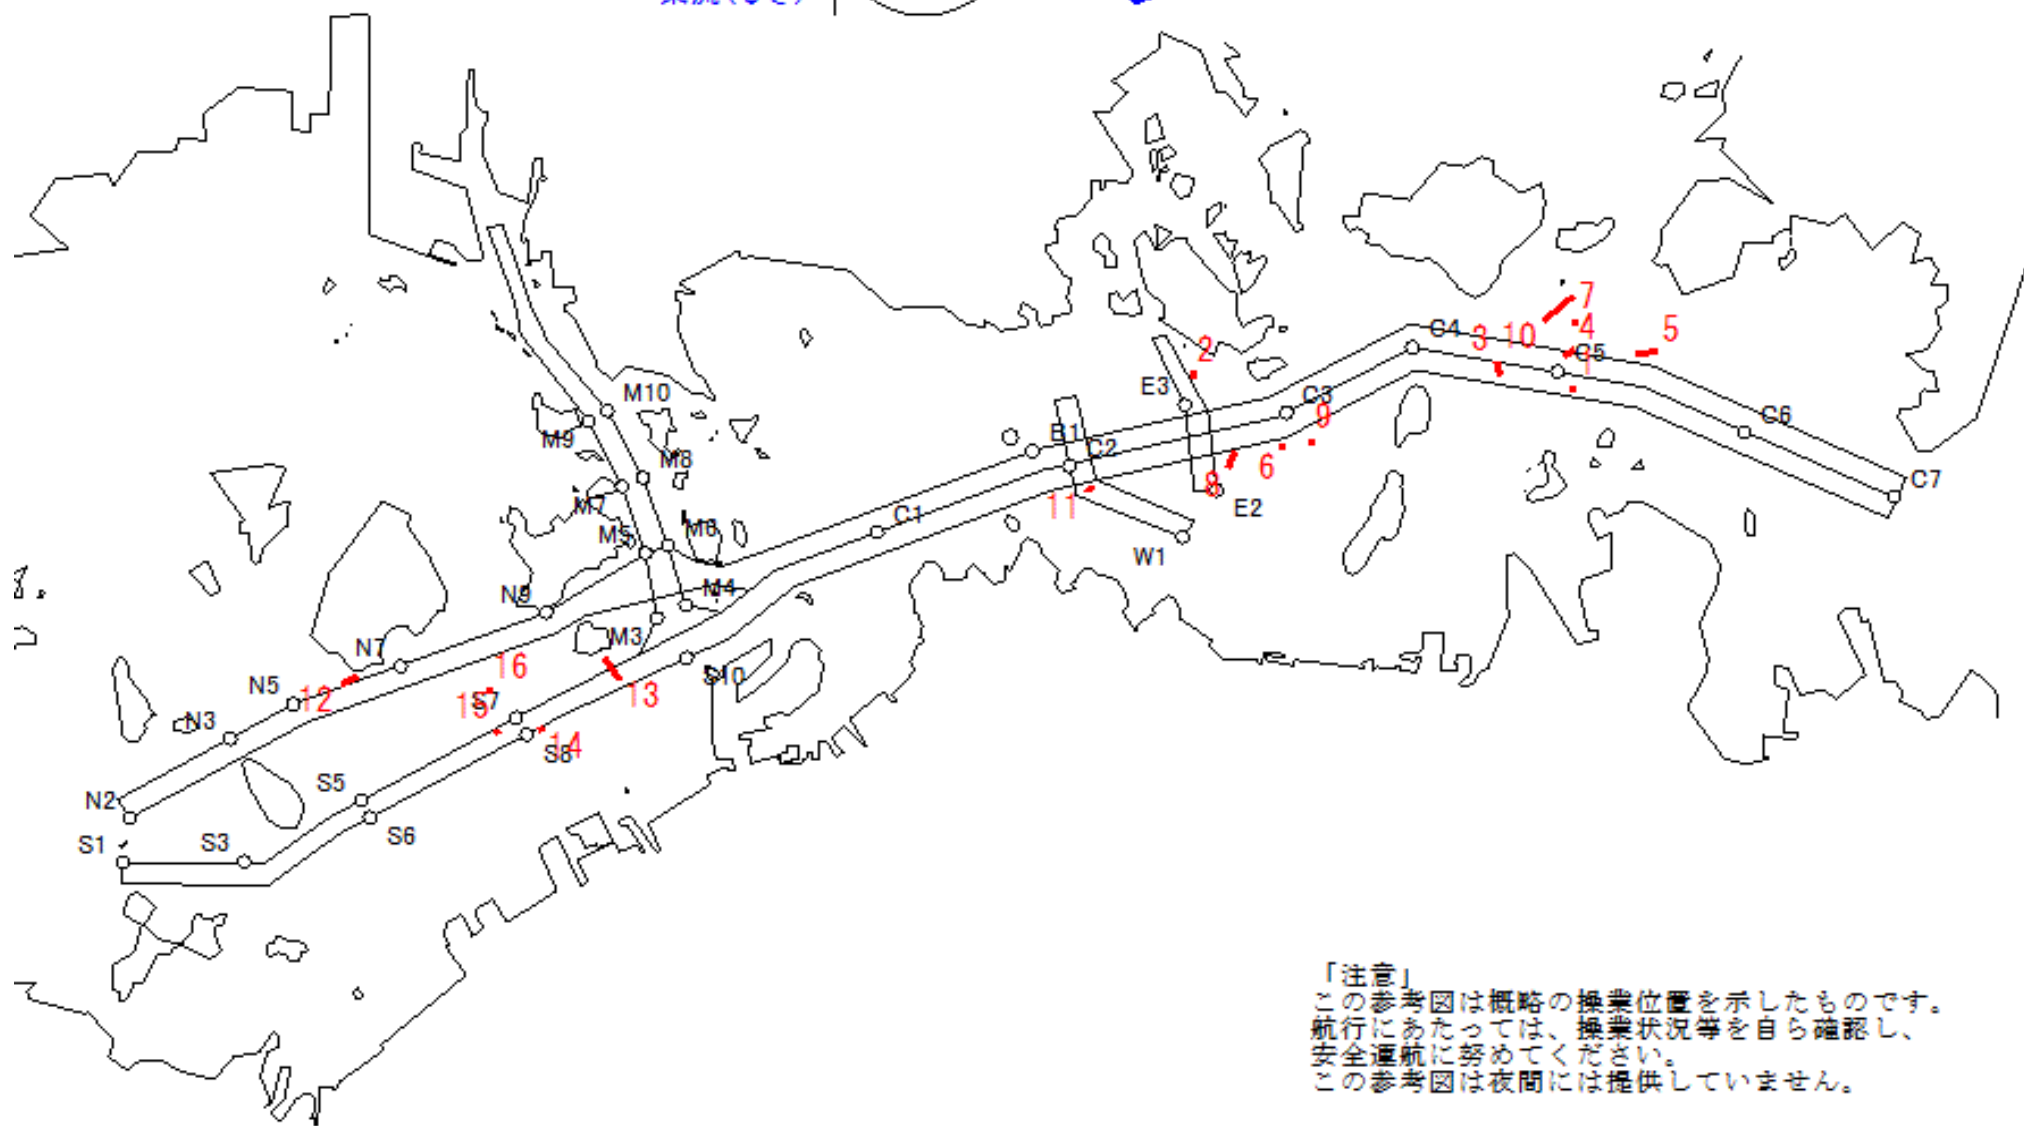 7
C4
3
10
4
5
C5
1
2
E3
M10
C3
9
C6
B1
M9
C2
M8
6
C7
M7
8
11
E2
M5
M6
C1
W1
N9
M4
M3
N7
16
S10
N5
12
13
S7
15
N3
14
S8
S5
N2
S6
S1
S3
「注意」
この参考図は概略の操業位置を示したものです。
航行にあたっては、操業状況等を自ら確認し、
安全運航に努めてください。
この参考図は夜間には提供していません。